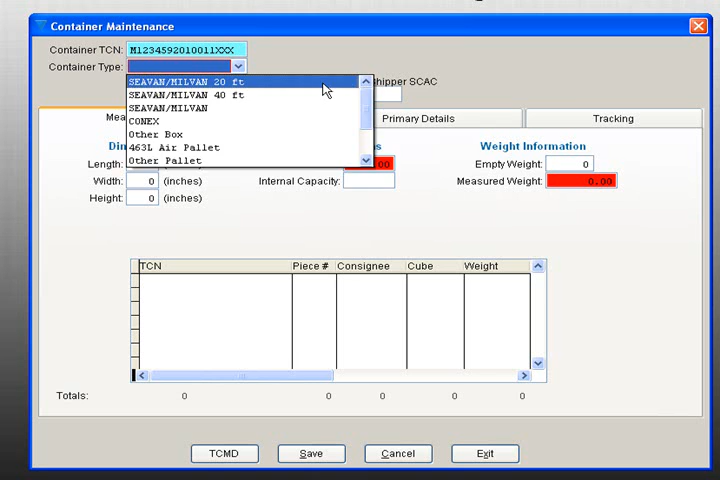 Container Maintenance
Container TCN: M1234592010011XXX
Container Type:
SEAVAN/MILVAN 20 ft
SEAVAN/MILVAN 40 ft
SEAVAN/MILVAN
CONEX
Other Box
463L Air Pallet
Other Pallet
hipper SCAC
Mea
Primary Details
Tracking
Di
s
Weight Information
Length:
00
Empty Weight: 0
Width: 0 (inches)
Internal Capacity:
Measured Weight: 0.00
Height: 0 (inches)
TCN Piece # Consignee Cube Weight
Totals: 0 0 0 0 0
TCMD Save Cancel Exit